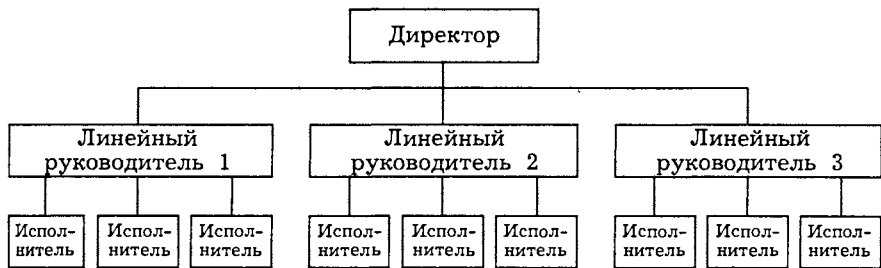 Директор
Линейный
руководитель 1
Линейный
руководитель 2
Линейный
руководитель 3
Испол-
нитель
Испол-
нитель
Испол-
нитель
Испол-
нитель
Испол-
нитель
Испол-
нитель
Испол-
нитель
Испол-
нитель
Испол-
нитель